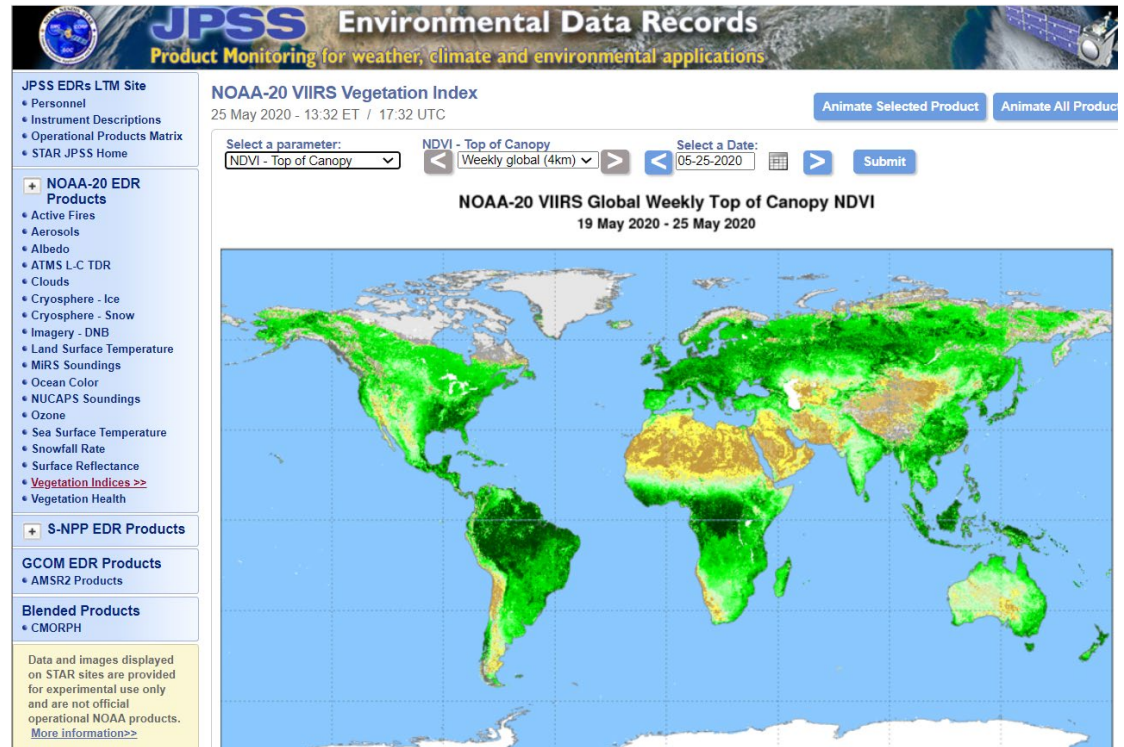 JPSS Environmental Data Records
Product Monitoring for weather, climate and environmental applications
JPSS EDRs LTM Site
Personnel
Instrument Descriptions
Operational Products Matrix
STAR JPSS Home
NOAA-20 EDR
Products
Active Fires
Aerosols
Albedo
ATMS L-C TDR
Clouds
Cryosphere - Ice
Cryosphere - Snow
Imagery - DNB
Land Surface Temperature
MiRS Soundings
Ocean Color
NUCAPS Soundings
Ozone
Sea Surface Temperature
Snowfall Rate
Surface Reflectance
Vegetation Indices >>
Vegetation Health
+ S-NPP EDR Products
GCOM EDR Products
AMSR2 Products
Blended Products
CMORPH
Data and images displayed
on STAR sites are provided
for experimental use only
and are not official
operational NOAA products.
More information>>
NOAA-20 VIIRS Vegetation Index
25 May 2020 - 13:32 ET / 17:32 UTC
Animate Selected Product
Animate All Produc
Select a parameter:
NDVI - Top of Canopy
NDVI - Top of Canopy
< Weekly global (4km) >
Select a Date:
< 05-25-2020 >
Submit
NOAA-20 VIIRS Global Weekly Top of Canopy NDVI
19 May 2020 - 25 May 2020